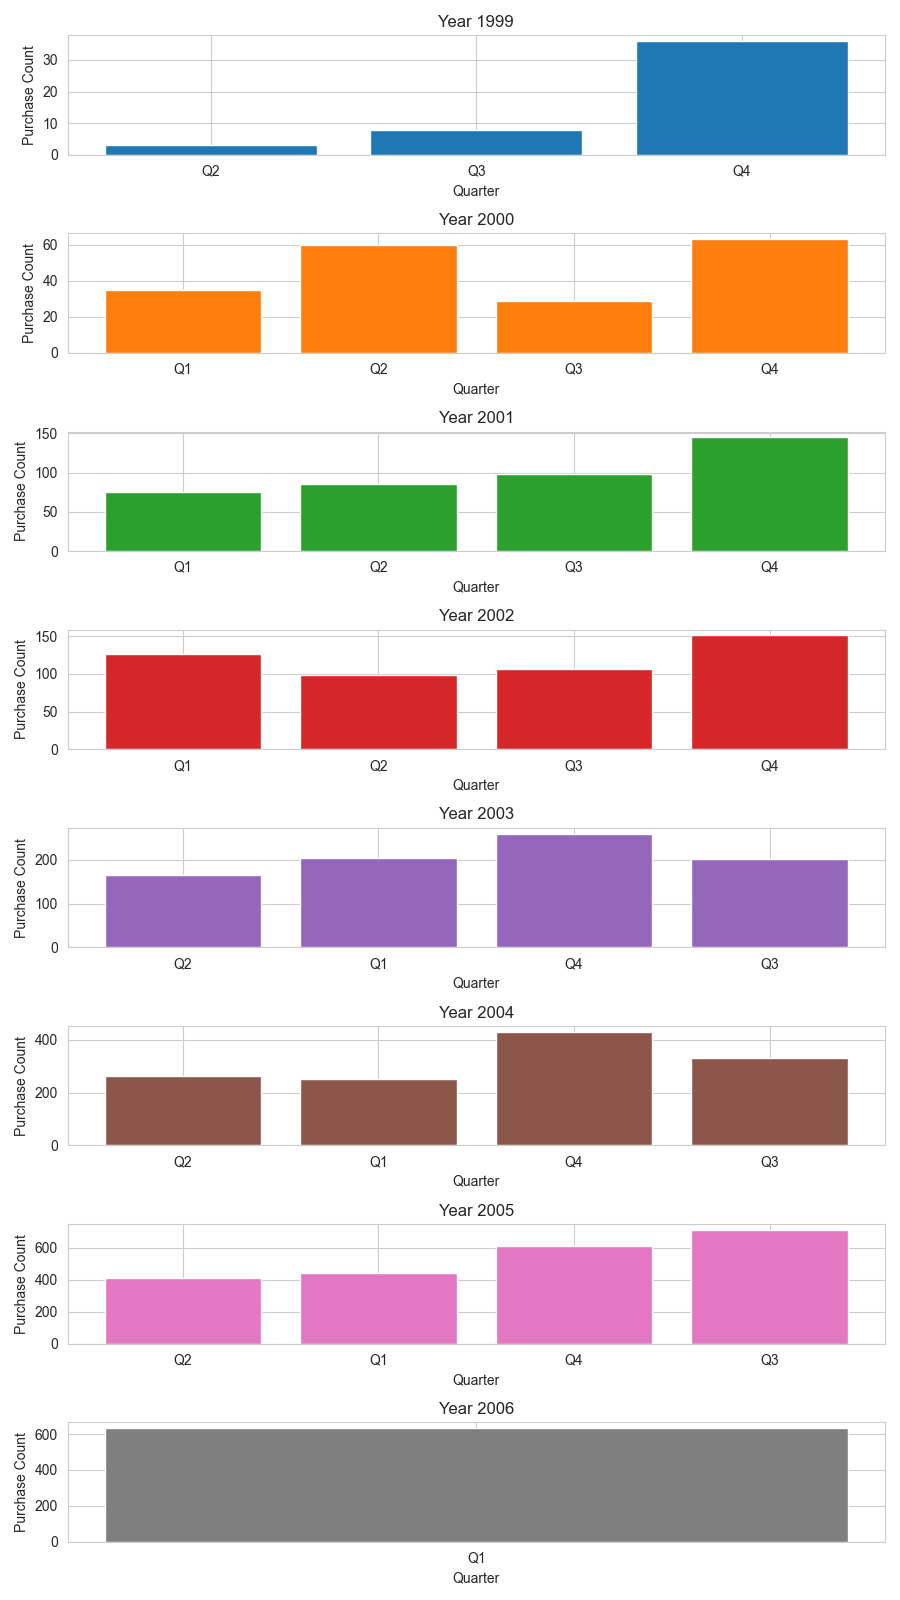 Year 1999
Purchase Count
30
20
10
0
Q2 Q3 Q4
Quarter
Year 2000
Purchase Count
60
40
20
0
Q1 Q2 Q3 Q4
Quarter
Year 2001
Purchase Count
150
100
50
0
Q1 Q2 Q3 Q4
Quarter
Year 2002
Purchase Count
150
100
50
0
Q1 Q2 Q3 Q4
Quarter
Year 2003
Purchase Count
200
100
0
Q2 Q1 Q4 Q3
Quarter
Year 2004
Purchase Count
400
200
0
Q2 Q1 Q4 Q3
Quarter
Year 2005
Purchase Count
600
400
200
0
Q2 Q1 Q4 Q3
Quarter
Year 2006
Purchase Count
600
400
200
0
Q1
Quarter